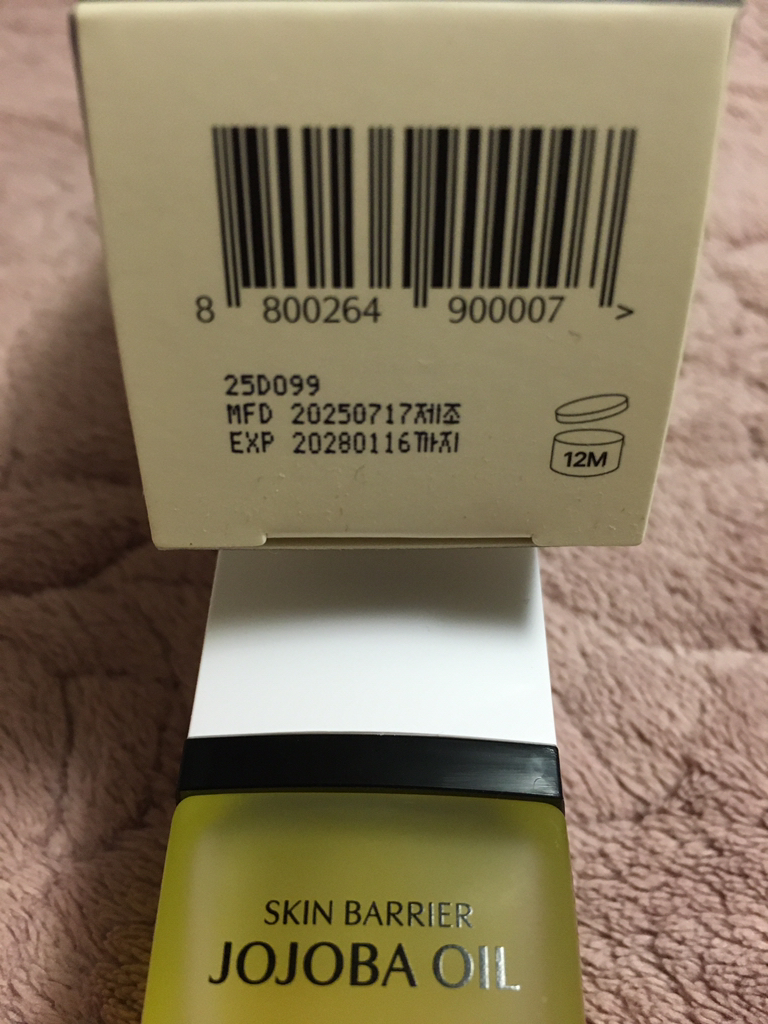 8 800264 900007 >
25D099
MFD 20250717제조
EXP 20280116까지
12M
SKIN BARRIER
JOJOBA OIL